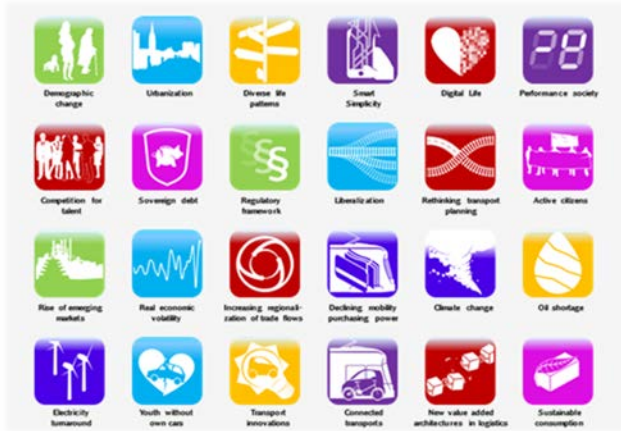 Demographic
change
Urbanization
Diverse life
patterns
Smart
Simplicity
Digital Life
Performance society
Competition for
talent
Sovereign debt
Regulatory
framework
Liberalization
Rethinking transport
planning
Active citizens
Rise of emerging
markets
Real economic
volatility
Increasing regionali-
zation of trade flows
Declining mobility
purchasing power
Climate change
Oil shortage
Electricity
turnaround
Youth without
own cars
Transport
innovations
Connected
transports
New value added
architectures in logistics
Sustainable
consumption